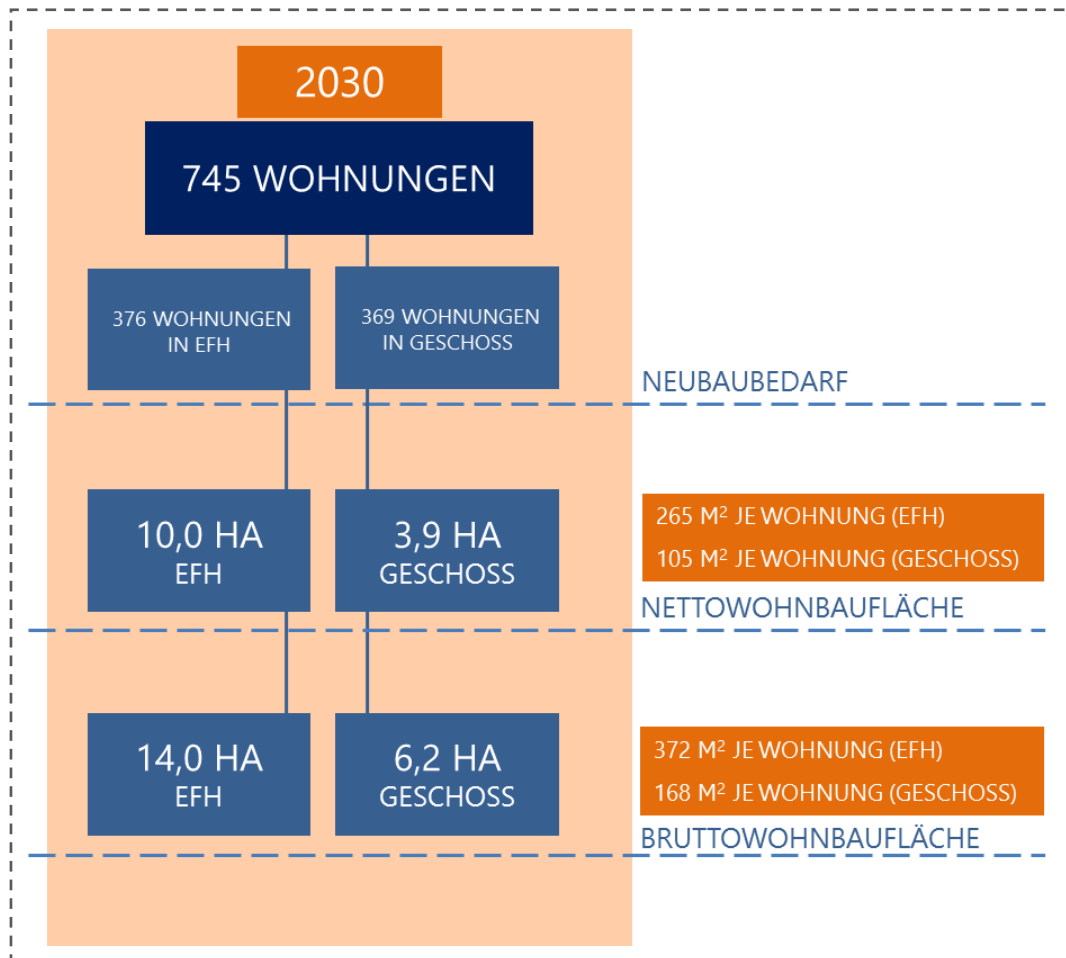 2030
745 WOHNUNGEN
376 WOHNUNGEN
IN EFH
369 WOHNUNGEN
IN GESCHOSS
NEUBAUBEDARF
10,0 HA
EFH
3,9 HA
GESCHOSS
265 M² JE WOHNUNG (EFH)
105 M² JE WOHNUNG (GESCHOSS)
NETTOWOHNBAUFLÄCHE
14,0 HA
EFH
6,2 HA
GESCHOSS
372 M² JE WOHNUNG (EFH)
168 M² JE WOHNUNG (GESCHOSS)
BRUTTOWOHNBAUFLÄCHE